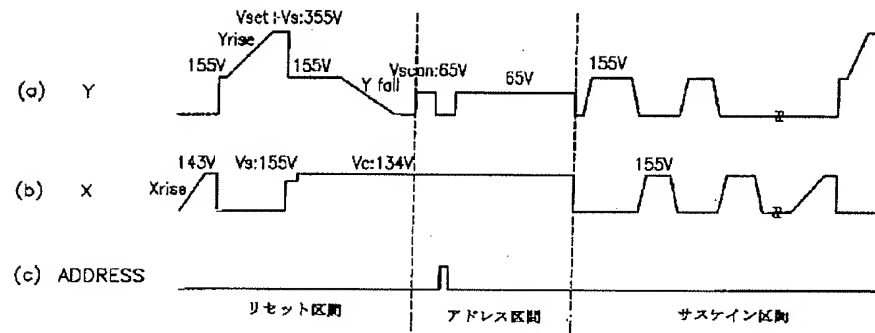 Vset+Vs:355V
Yrise
155V
155V
Y fall
Vscan:65V
65V
155V
(a) Y
143V
Vs:155V
Vc:134V
155V
Xrise
(b) X
(c) ADDRESS
リセット区間
アドレス区間
サステイン区間